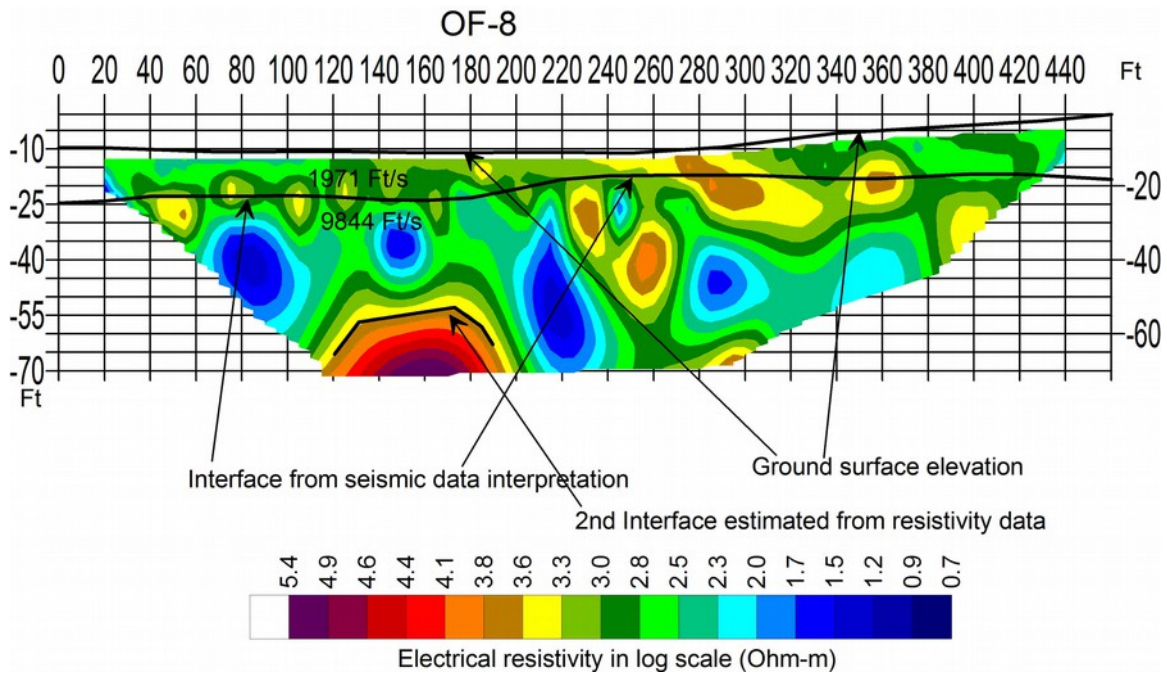 OF-8
0 20 40 60 80 100 120 140 160 180 200 220 240 260 280 300 320 340 360 380 400 420 440 Ft
-10
-25
-40
-55
-70
Ft
-20
-40
-60
1971 Ft/s
9844 Ft/s
Interface from seismic data interpretation
Ground surface elevation
2nd Interface estimated from resistivity data
5.4 4.9 4.6 4.4 4.1 3.8 3.6 3.3 3.0 2.8 2.5 2.3 2.0 1.7 1.5 1.2 0.9 0.7
Electrical resistivity in log scale (Ohm-m)